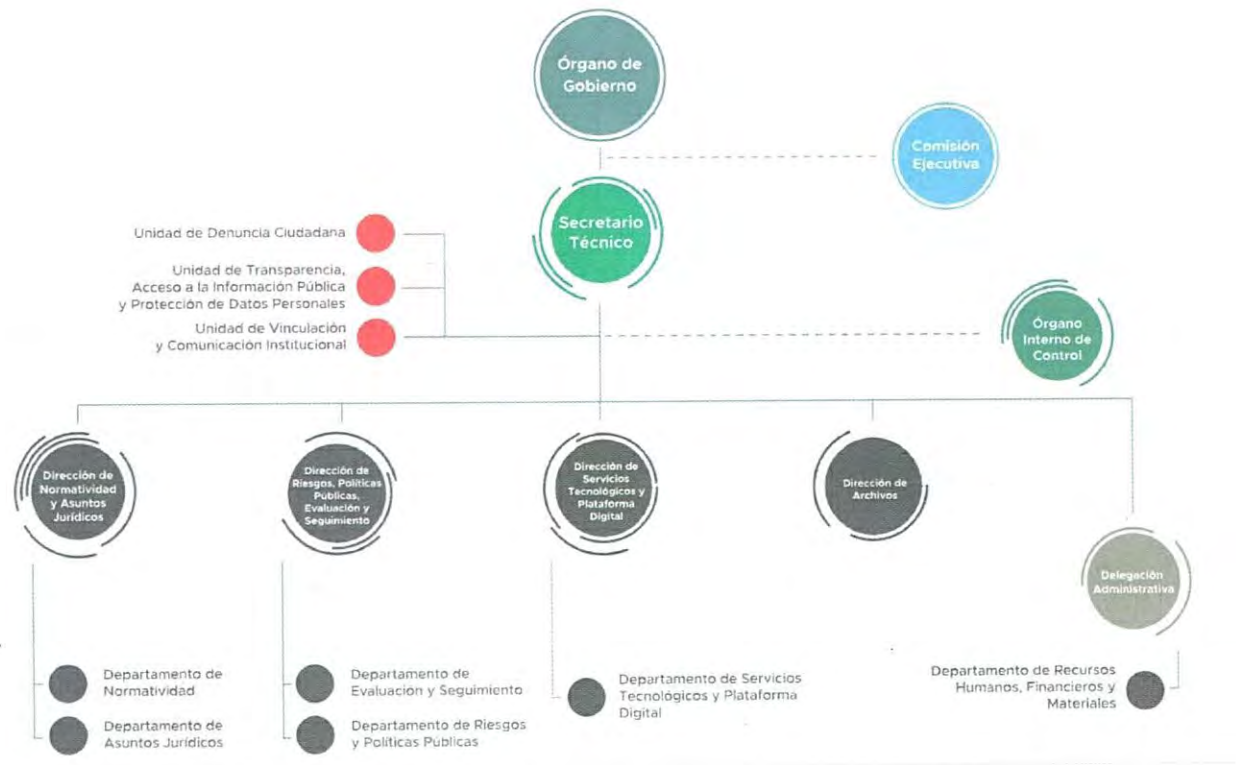 Órgano de
Gobierno
Comisión
Ejecutiva
Secretario
Técnico
Unidad de Denuncia Ciudadana
Unidad de Transparencia,
Acceso a la Información Pública
y Protección de Datos Personales
Unidad de Vinculación
y Comunicación Institucional
Órgano
Interno de
Control
Dirección de
Normatividad
y Asuntos
Jurídicos
Dirección de
Riesgos, Políticas
Públicas,
Evaluación y
Seguimiento
Dirección de
Servicios
Tecnológicos y
Plataforma
Digital
Dirección de
Archivos
Delegación
Administrativa
Departamento de
Normatividad
Departamento de
Asuntos Jurídicos
Departamento de
Evaluación y Seguimiento
Departamento de Riesgos
y Políticas Públicas
Departamento de Servicios
Tecnológicos y Plataforma
Digital
Departamento de Recursos
Humanos, Financieros y
Materiales